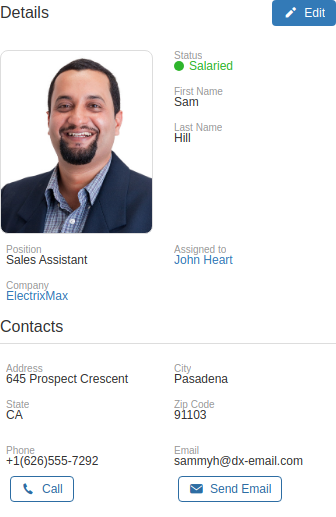 Details
Edit
Status
Salaried
First Name
Sam
Last Name
Hill
Position
Sales Assistant
Assigned to
John Heart
Company
ElectrixMax
Contacts
Address
645 Prospect Crescent
City
Pasadena
State
CA
Zip Code
91103
Phone
+1(626)555-7292
Email
sammyh@dx-email.com
Call
Send Email